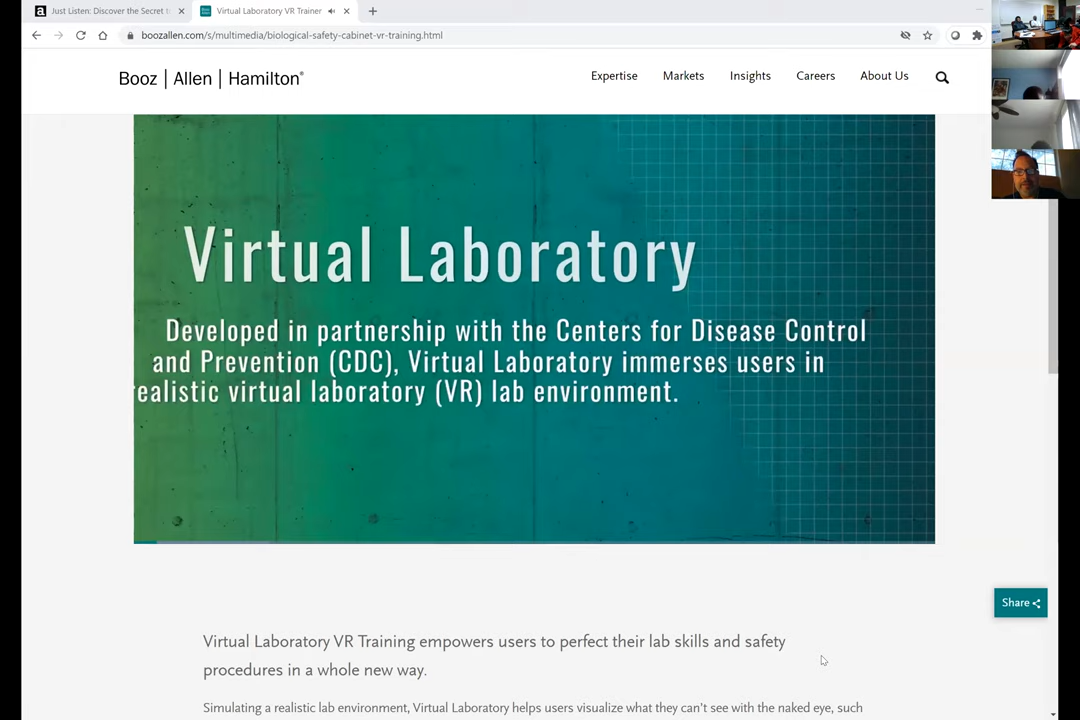 Just Listen: Discover the Secret t
Virtual Laboratory VR Trainer
boozallen.com/s/multimedia/biological-safety-cabinet-vr-training.html
Booz | Allen | Hamilton®
Expertise Markets Insights Careers About Us
Virtual Laboratory
Developed in partnership with the Centers for Disease Control
and Prevention (CDC), Virtual Laboratory immerses users in
realistic virtual laboratory (VR) lab environment.
Share
Virtual Laboratory VR Training empowers users to perfect their lab skills and safety
procedures in a whole new way.
Simulating a realistic lab environment, Virtual Laboratory helps users visualize what they can't see with the naked eye, such